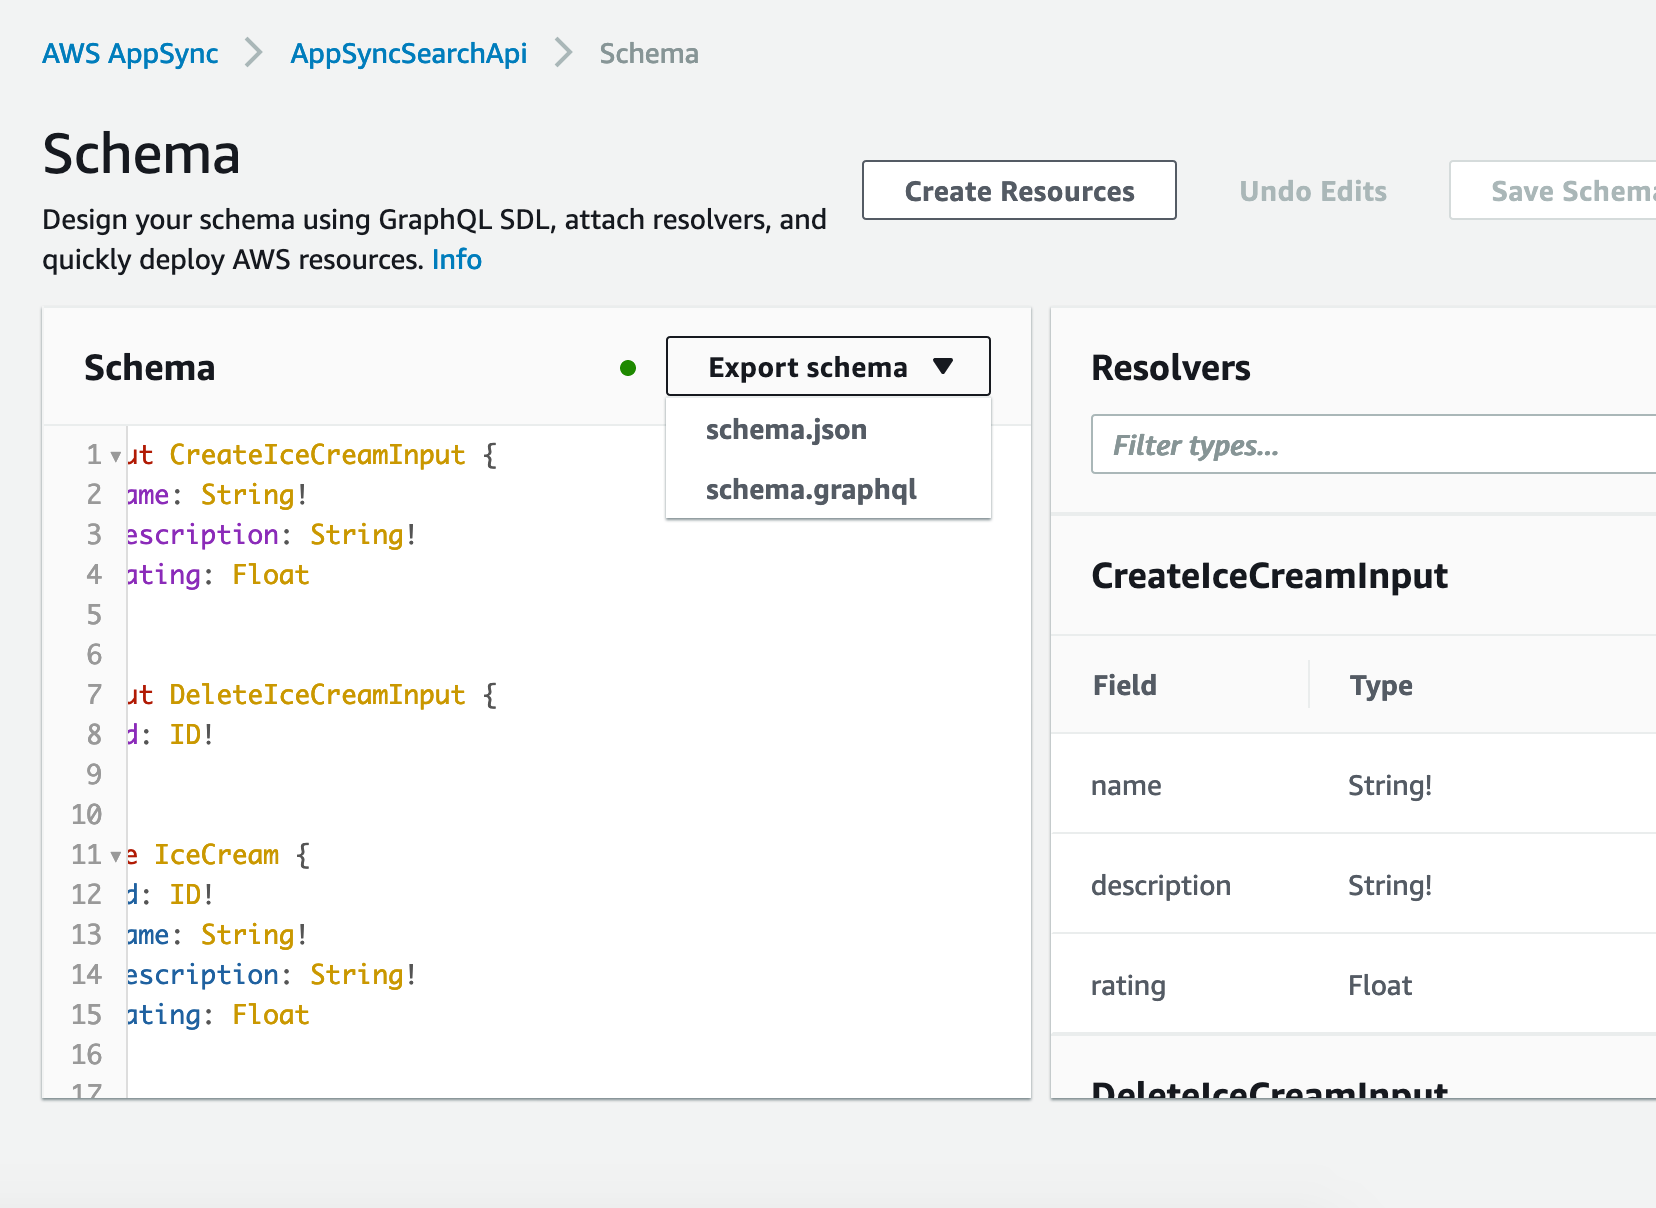 AWS AppSync > AppSyncSearchApi > Schema
Schema
Design your schema using GraphQL SDL, attach resolvers, and
quickly deploy AWS resources. Info
Create Resources
Undo Edits
Save Schema
Schema
Export schema
schema.json
schema.graphql
1 ut CreateIceCreamInput {
2 ame: String!
3 escription: String!
4 ating: Float
5
6
7 ut DeleteIceCreamInput {
8 d: ID!
9
10
11 e IceCream {
12 d: ID!
13 ame: String!
14 escription: String!
15 ating: Float
16
17
Resolvers
Filter types...
CreateIceCreamInput
Field Type
name String!
description String!
rating Float
DeleteIceCreamInput